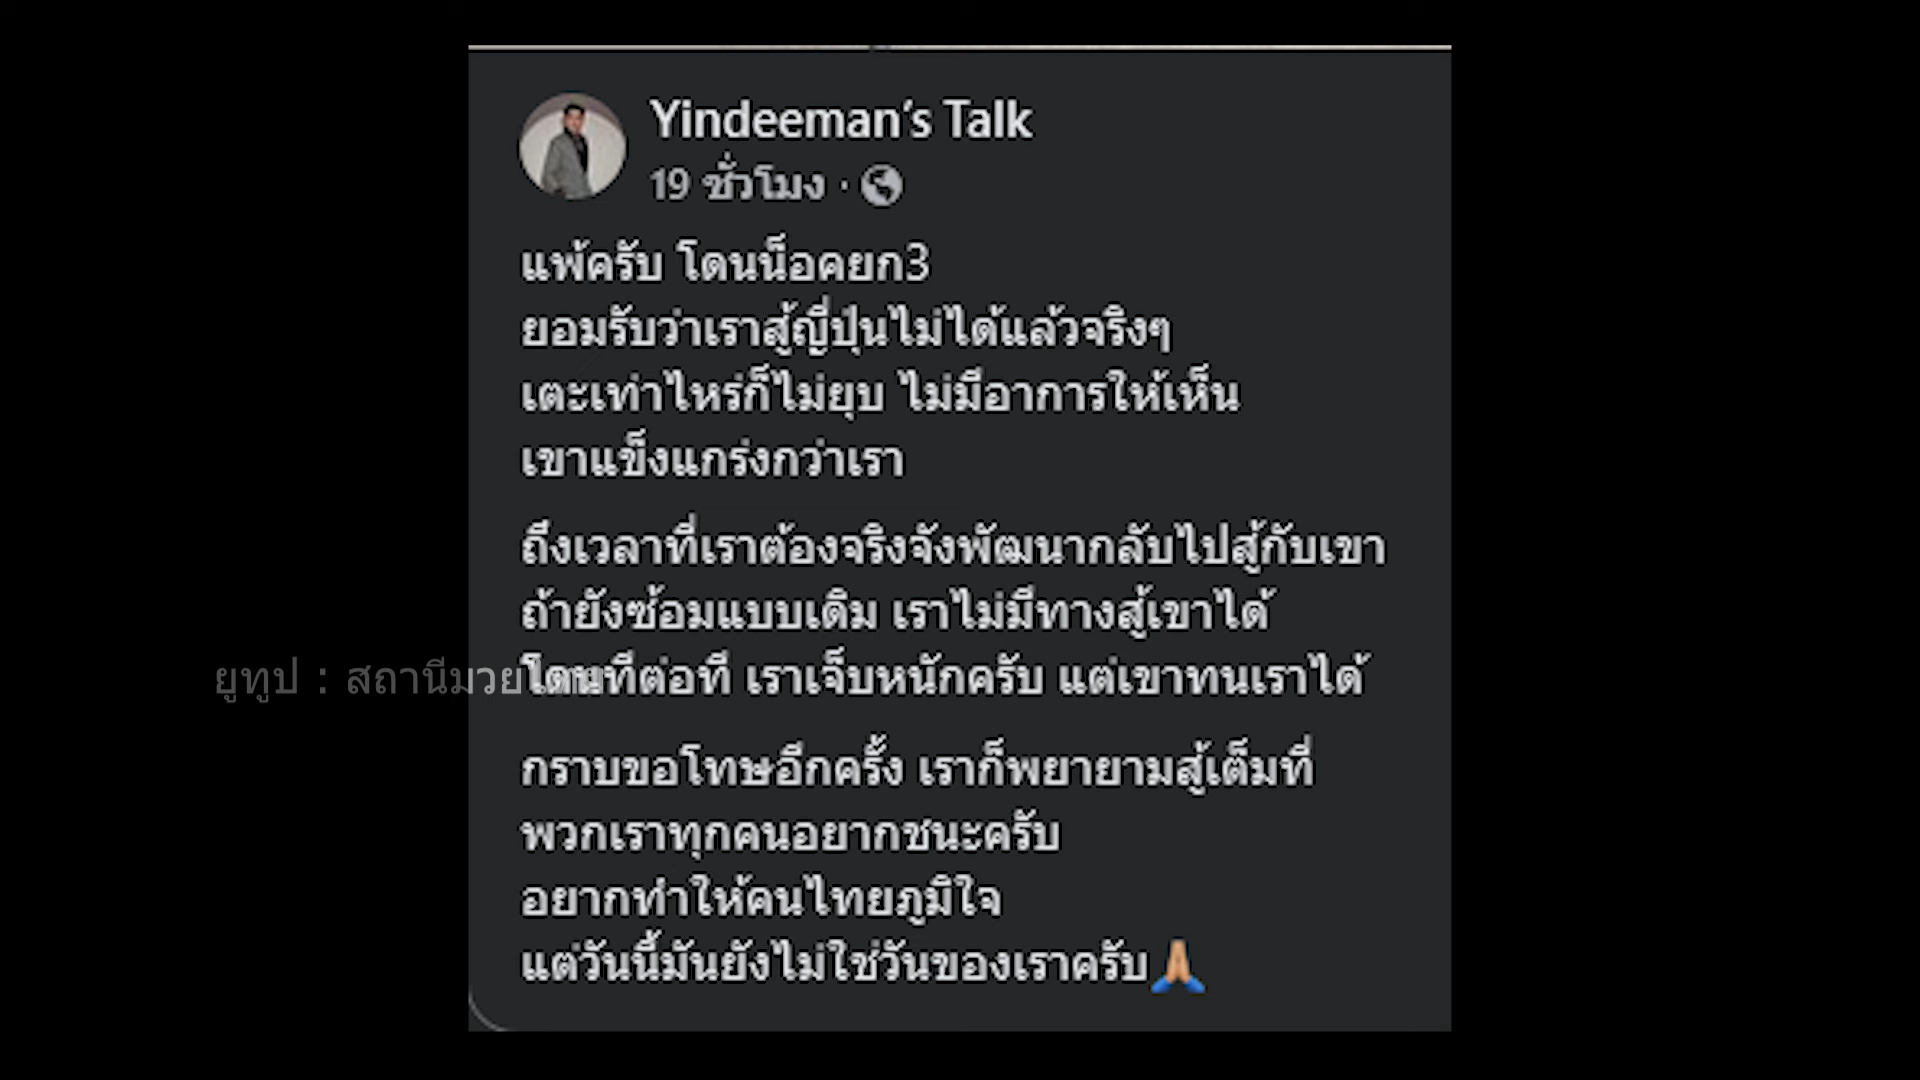 Yindeeman‘s Talk
19 ชั่วโมง ·
แพ้ครับ โดนน็อคยก3
ยอมรับว่าเราสู้ญี่ปุ่นไม่ได้แล้วจริงๆ
เตะเท่าไหร่ก็ไม่ยุบ ไม่มีอาการให้เห็น
เขาแข็งแกร่งกว่าเรา
ถึงเวลาที่เราต้องจริงจังพัฒนากลับไปสู้กับเขา
ถ้ายังซ้อมแบบเดิม เราไม่มีทางสู้เขาได้
ยูทูป : สถานีมวย
โดนทีต่อที เราเจ็บหนักครับ แต่เขาทนเราได้
กราบขอโทษอีกครั้ง เราก็พยายามสู้เต็มที่
พวกเราทุกคนอยากชนะครับ
อยากทำให้คนไทยภูมิใจ
แต่วันนี้มันยังไม่ใช่วันของเราครับ🙏